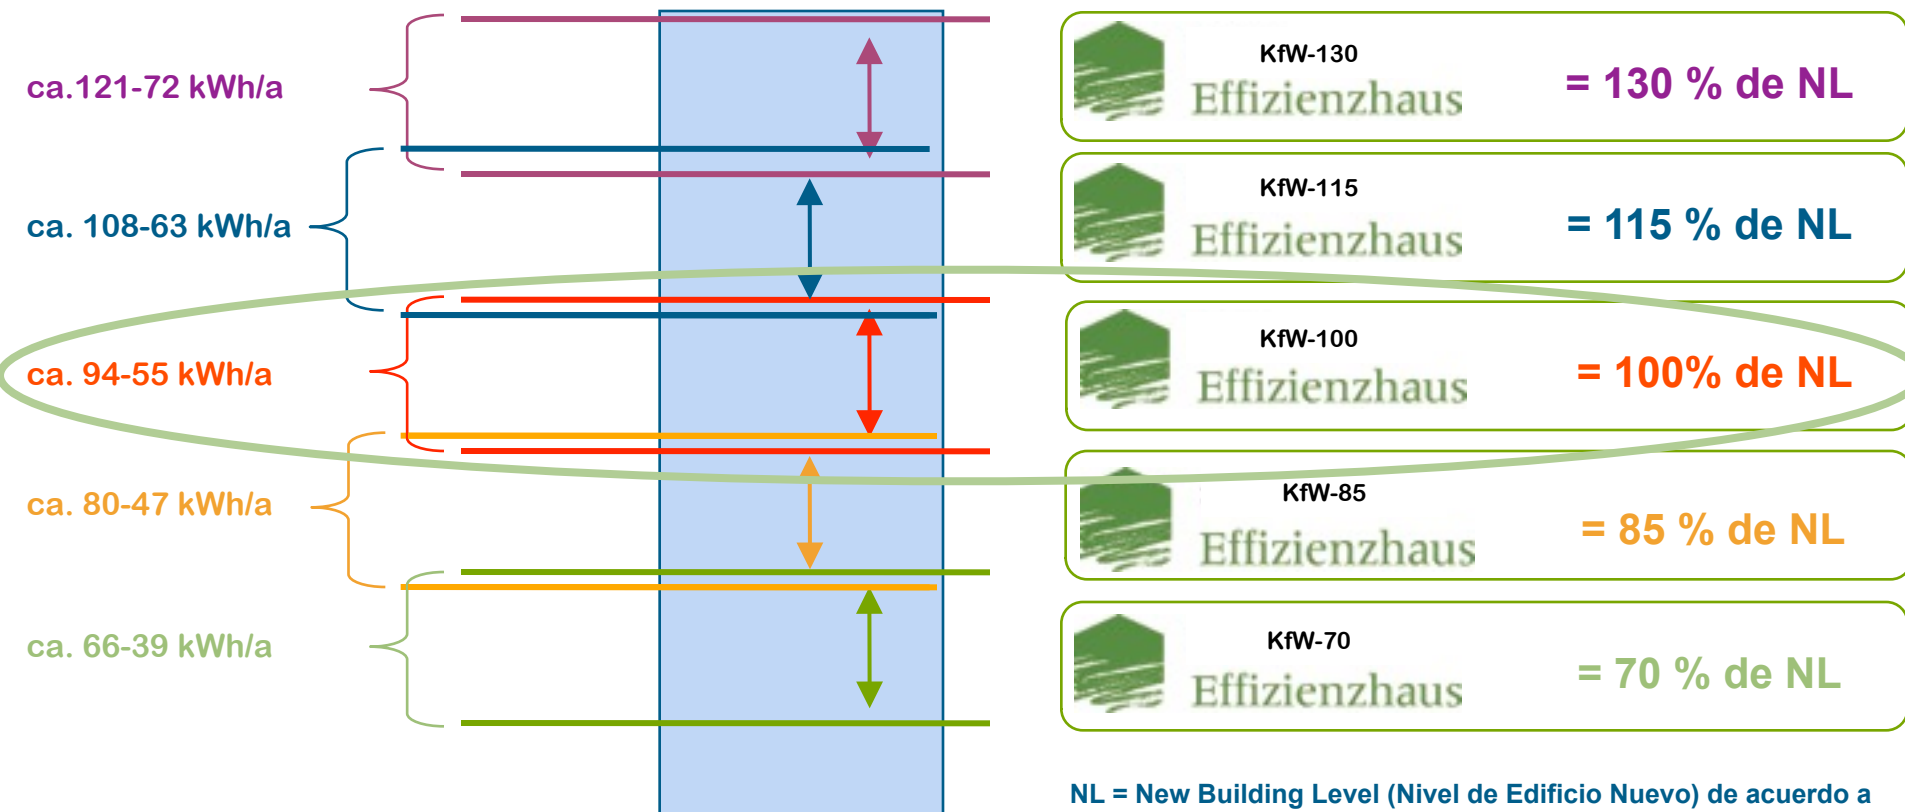 ca.121-72 kWh/a
KfW-130
Effizienzhaus
= 130 % de NL
ca. 108-63 kWh/a
KfW-115
Effizienzhaus
= 115 % de NL
ca. 94-55 kWh/a
KfW-100
Effizienzhaus
= 100% de NL
ca. 80-47 kWh/a
KfW-85
Effizienzhaus
= 85 % de NL
ca. 66-39 kWh/a
KfW-70
Effizienzhaus
= 70 % de NL
NL = New Building Level (Nivel de Edificio Nuevo) de acuerdo a